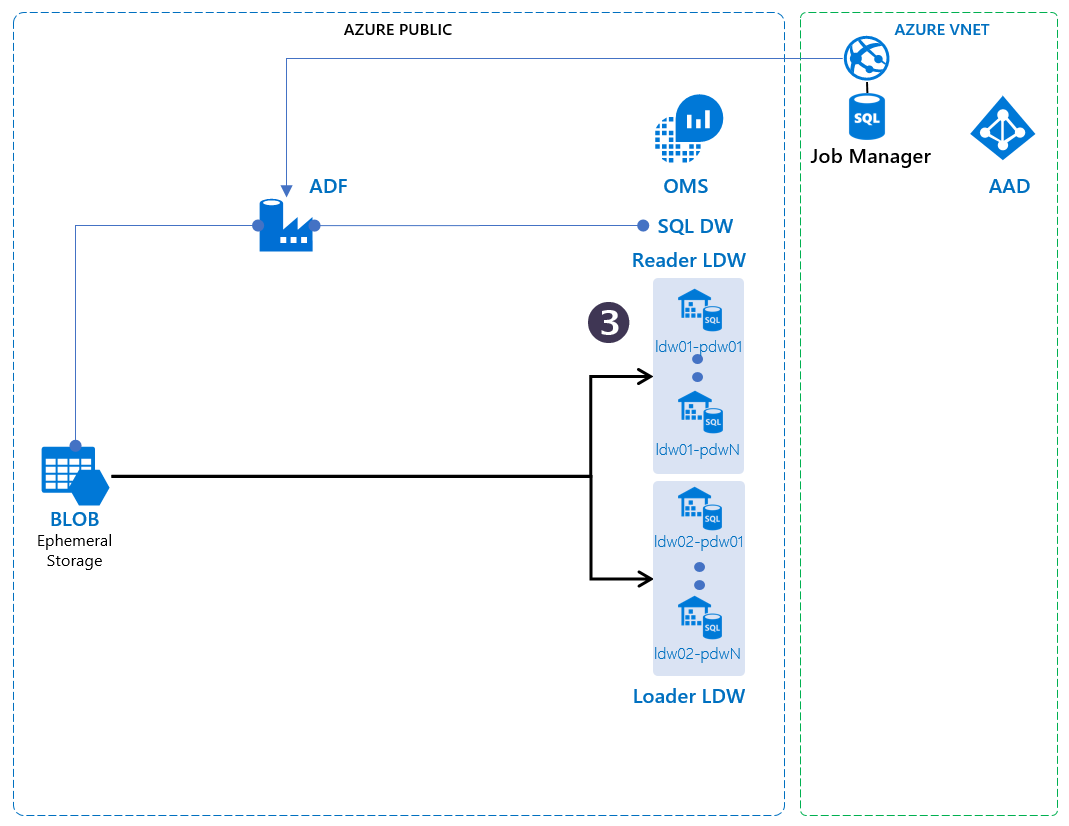 AZURE PUBLIC
AZURE VNET
SQL
Job Manager
AAD
ADF
OMS
SQL DW
Reader LDW
3
SQL
ldw01-pdw01
SQL
ldw01-pdwN
SQL
ldw02-pdw01
SQL
ldw02-pdwN
Loader LDW
BLOB
Ephemeral
Storage